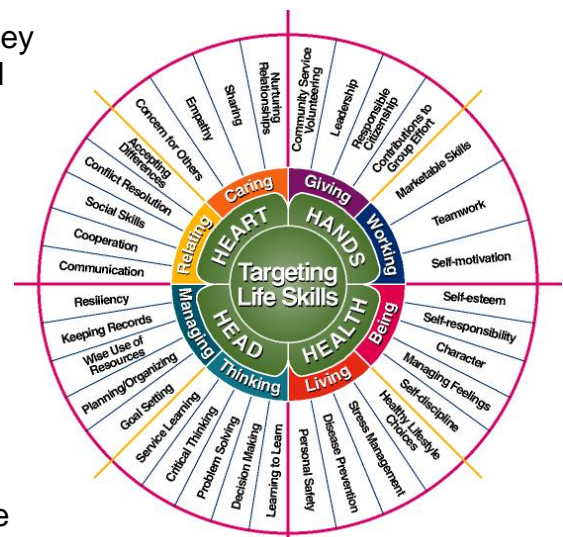 ey
Nurturing
Relationships
Sharing
Empathy
Concern for Others
Accepting
Differences
Conflict Resolution
Social Skills
Cooperation
Communication
Community Service
Volunteering
Leadership
Responsible
Citizenship
Contributions to
Group Effort
Marketable Skills
Teamwork
Self-motivation
Caring
Relating
Giving
Working
HEART
HANDS
Targeting
Life Skills
HEAD
HEALTH
Managing
Thinking
Being
Living
Resiliency
Keeping Records
Wise Use of
Resources
Planning/Organizing
Goal Setting
Service Learning
Critical Thinking
Problem Solving
Decision Making
Learning to Learn
Self-esteem
Self-responsibility
Character
Managing Feelings
Self-discipline
Healthy Lifestyle
Choices
Stress Management
Disease Prevention
Personal Safety
e